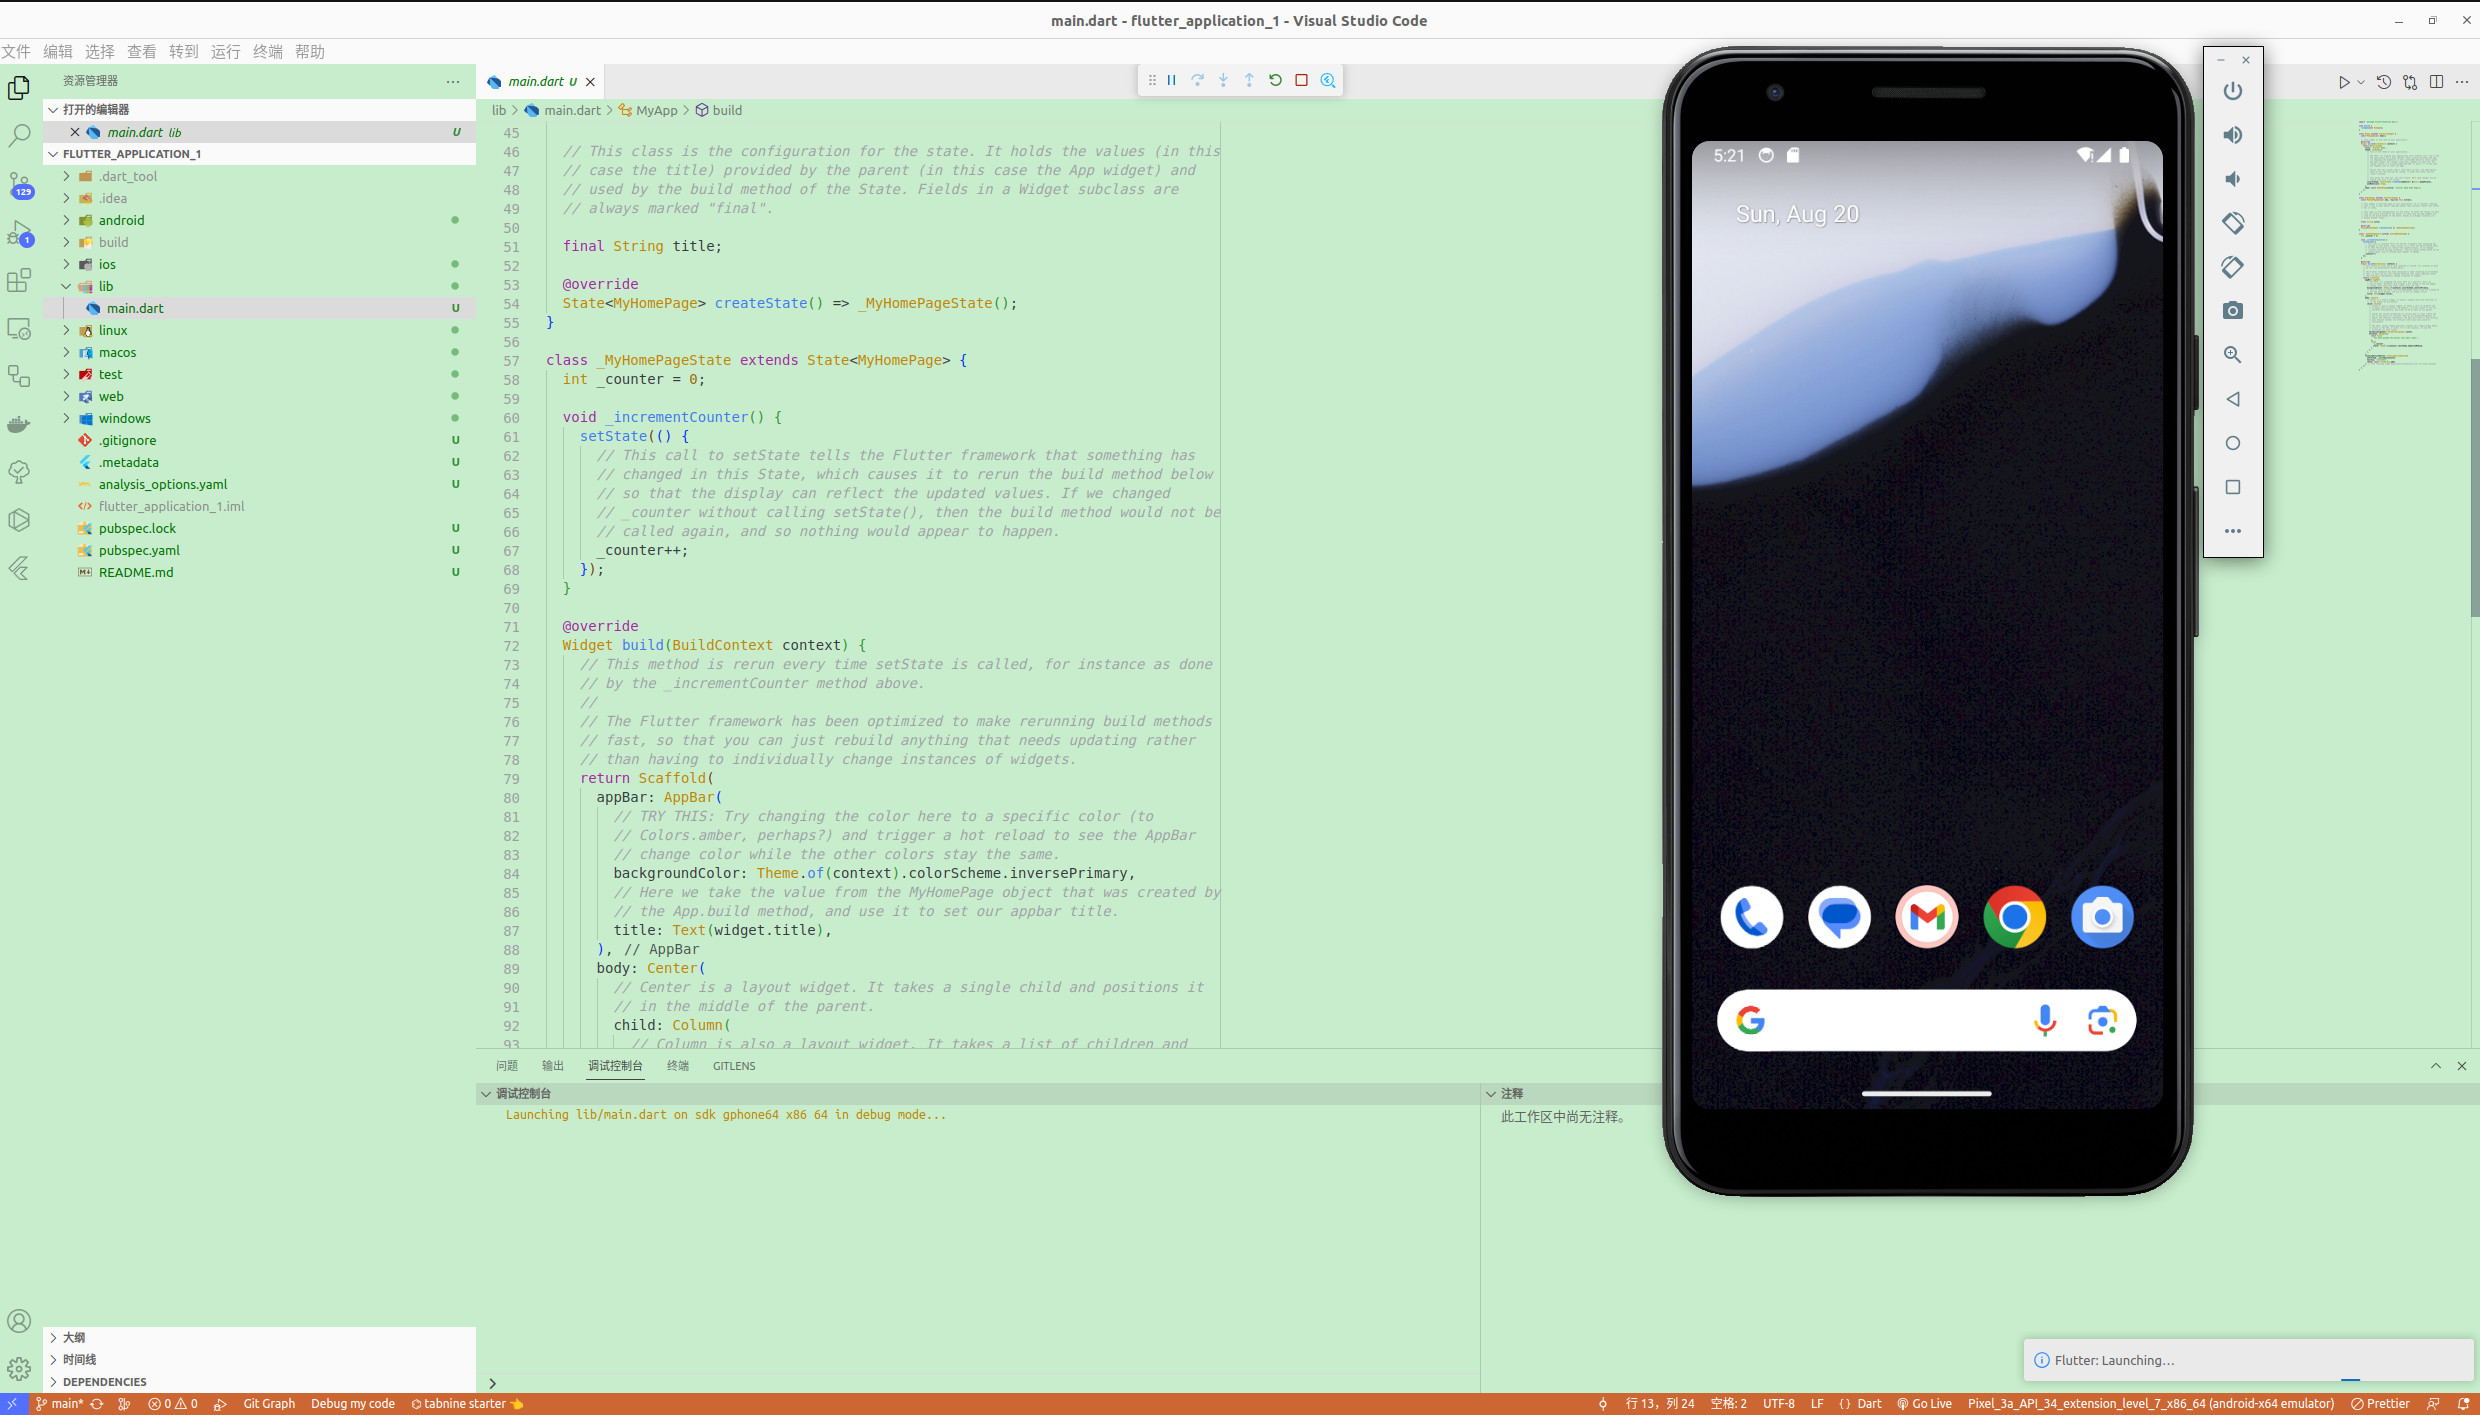 main.dart - flutter_application_1 - Visual Studio Code
文件 编辑 选择 查看 转到 运行 终端 帮助
资源管理器
打开的编辑器
main.dart lib U
FLUTTER_APPLICATION_1
.dart_tool
.idea
android
build
ios
lib
main.dart U
linux
macos
test
web
windows
.gitignore U
.metadata U
analysis_options.yaml U
flutter_application_1.iml
pubspec.lock U
pubspec.yaml U
README.md U
129
1
大纲
时间线
DEPENDENCIES
main.dart U
lib > main.dart > MyApp > build
45
46 // This class is the configuration for the state. It holds the values (in this
47 // case the title) provided by the parent (in this case the App widget) and
48 // used by the build method of the State. Fields in a Widget subclass are
49 // always marked "final".
50
51 final String title;
52
53 @override
54 State<MyHomePage> createState() => _MyHomePageState();
55 }
56
57 class _MyHomePageState extends State<MyHomePage> {
58 int _counter = 0;
59
60 void _incrementCounter() {
61 setState(() {
62 // This call to setState tells the Flutter framework that something has
63 // changed in this State, which causes it to rerun the build method below
64 // so that the display can reflect the updated values. If we changed
65 // _counter without calling setState(), then the build method would not be
66 // called again, and so nothing would appear to happen.
67 _counter++;
68 });
69 }
70
71 @override
72 Widget build(BuildContext context) {
73 // This method is rerun every time setState is called, for instance as done
74 // by the _incrementCounter method above.
75 //
76 // The Flutter framework has been optimized to make rerunning build methods
77 // fast, so that you can just rebuild anything that needs updating rather
78 // than having to individually change instances of widgets.
79 return Scaffold(
80 appBar: AppBar(
81 // TRY THIS: Try changing the color here to a specific color (to
82 // Colors.amber, perhaps?) and trigger a hot reload to see the AppBar
83 // change color while the other colors stay the same.
84 backgroundColor: Theme.of(context).colorScheme.inversePrimary,
85 // Here we take the value from the MyHomePage object that was created by
86 // the App.build method, and use it to set our appbar title.
87 title: Text(widget.title),
88 ), // AppBar
89 body: Center(
90 // Center is a layout widget. It takes a single child and positions it
91 // in the middle of the parent.
92 child: Column(
93 // Column is also a layout widget. It takes a list of children and
问题 输出 调试控制台 终端 GITLENS
调试控制台
Launching lib/main.dart on sdk gphone64 x86 64 in debug mode...
注释
此工作区中尚无注释。
5:21
Sun, Aug 20
Flutter: Launching...
main* 0 0 Git Graph Debug my code tabnine starter 行 13，列 24 空格: 2 UTF-8 LF { } Dart Go Live Pixel_3a_API_34_extension_level_7_x86_64 (android-x64 emulator) Prettier